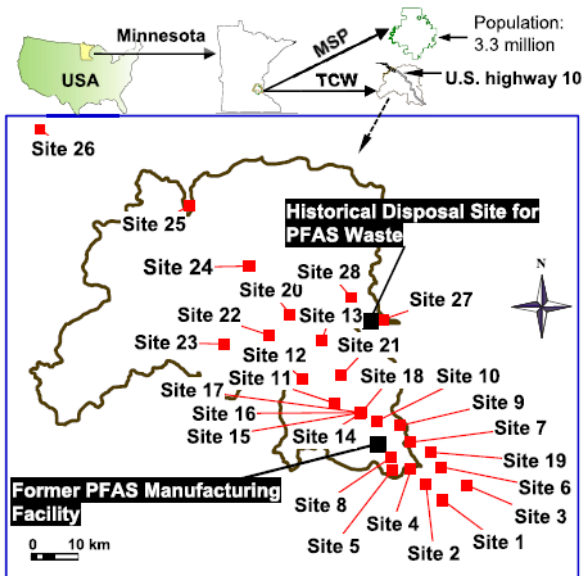 Minnesota
USA
MSP
TCW
Population:
3.3 million
U.S. highway 10
Site 26
Site 25
Historical Disposal Site for
PFAS Waste
N
Site 24
Site 28
Site 20
Site 27
Site 13
Site 22
Site 23
Site 21
Site 12
Site 18
Site 10
Site 17
Site 11
Site 9
Site 16
Site 7
Site 15
Site 14
Site 19
Site 6
Former PFAS Manufacturing
Facility
Site 8
Site 3
Site 4
Site 1
Site 5
Site 2
0 10 km